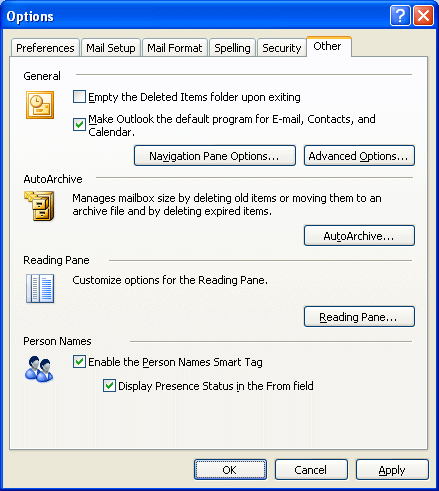 Options
Preferences Mail Setup Mail Format Spelling Security Other
General
Empty the Deleted Items folder upon exiting
Make Outlook the default program for E-mail, Contacts, and
Calendar.
Navigation Pane Options... Advanced Options...
AutoArchive
Manages mailbox size by deleting old items or moving them to an
archive file and by deleting expired items.
AutoArchive...
Reading Pane
Customize options for the Reading Pane.
Reading Pane...
Person Names
Enable the Person Names Smart Tag
Display Presence Status in the From field
OK Cancel Apply